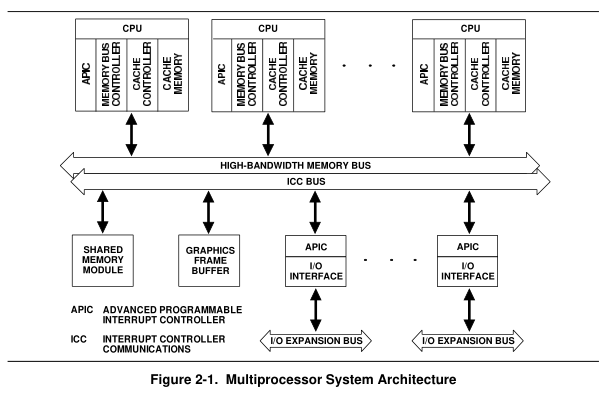 CPU
APIC
MEMORY BUS
CONTROLLER
CACHE
CONTROLLER
CACHE
MEMORY
CPU
APIC
MEMORY BUS
CONTROLLER
CACHE
CONTROLLER
CACHE
MEMORY
. . .
CPU
APIC
MEMORY BUS
CONTROLLER
CACHE
CONTROLLER
CACHE
MEMORY
HIGH-BANDWIDTH MEMORY BUS
ICC BUS
SHARED
MEMORY
MODULE
GRAPHICS
FRAME
BUFFER
APIC
I/O
INTERFACE
. . .
APIC
I/O
INTERFACE
APIC ADVANCED PROGRAMMABLE
INTERRUPT CONTROLLER
ICC INTERRUPT CONTROLLER
COMMUNICATIONS
I/O EXPANSION BUS
I/O EXPANSION BUS
Figure 2-1. Multiprocessor System Architecture